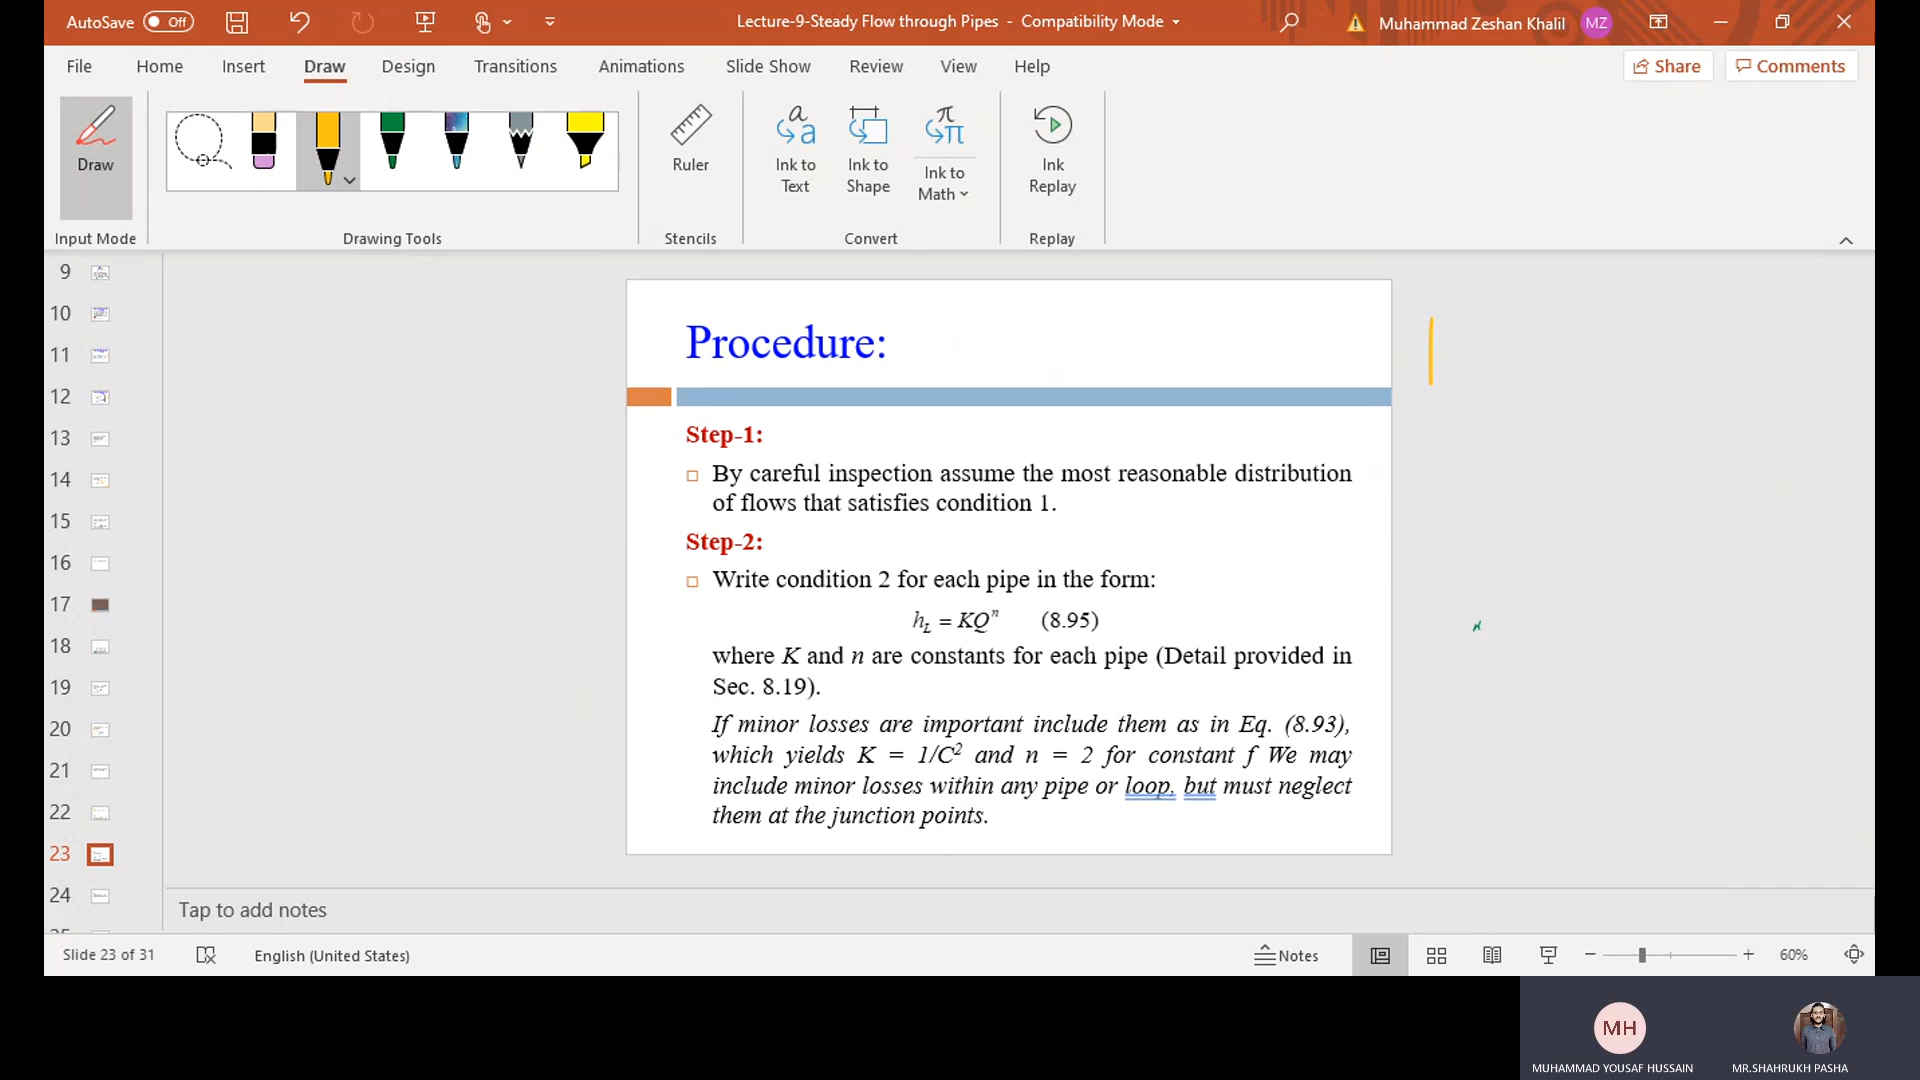 AutoSave Off
Lecture-9-Steady Flow through Pipes - Compatibility Mode
Muhammad Zeshan Khalil MZ
File Home Insert Draw Design Transitions Animations Slide Show Review View Help
Share Comments
Draw
Ruler
Ink to Text
Ink to Shape
Ink to Math
Ink Replay
Input Mode
Drawing Tools
Stencils
Convert
Replay
9
10
11
12
13
14
15
16
17
18
19
20
21
22
23
24
Procedure:
Step-1:
By careful inspection assume the most reasonable distribution
of flows that satisfies condition 1.
Step-2:
Write condition 2 for each pipe in the form:
h_L = KQ^n (8.95)
where K and n are constants for each pipe (Detail provided in
Sec. 8.19).
If minor losses are important include them as in Eq. (8.93),
which yields K = 1/C² and n = 2 for constant f We may
include minor losses within any pipe or loop, but must neglect
them at the junction points.
Tap to add notes
Slide 23 of 31
English (United States)
Notes
60%
MH
MUHAMMAD YOUSAF HUSSAIN
MR.SHAHRUKH PASHA